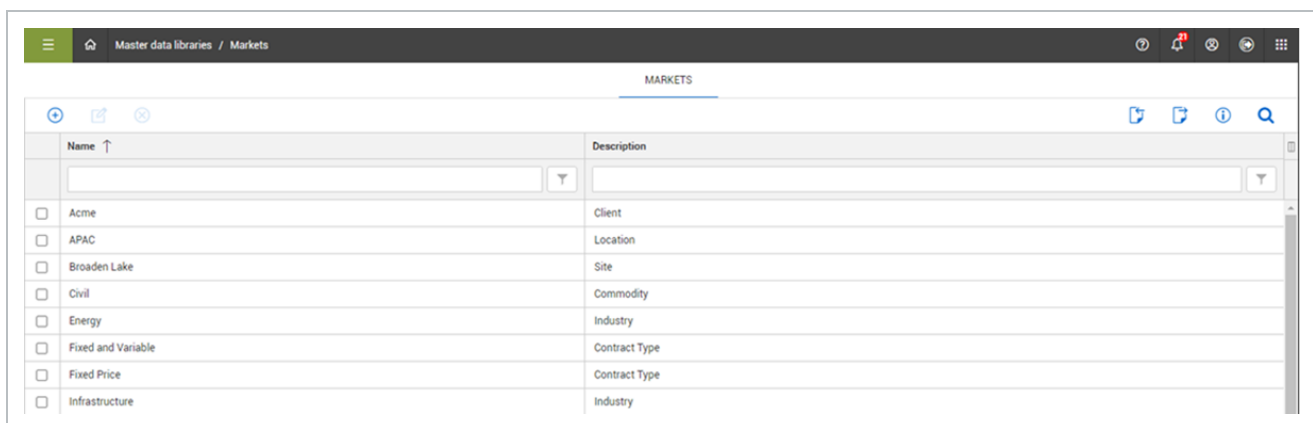 Master data libraries / Markets
21
MARKETS
Name ↑ Description
Acme Client
APAC Location
Broaden Lake Site
Civil Commodity
Energy Industry
Fixed and Variable Contract Type
Fixed Price Contract Type
Infrastructure Industry